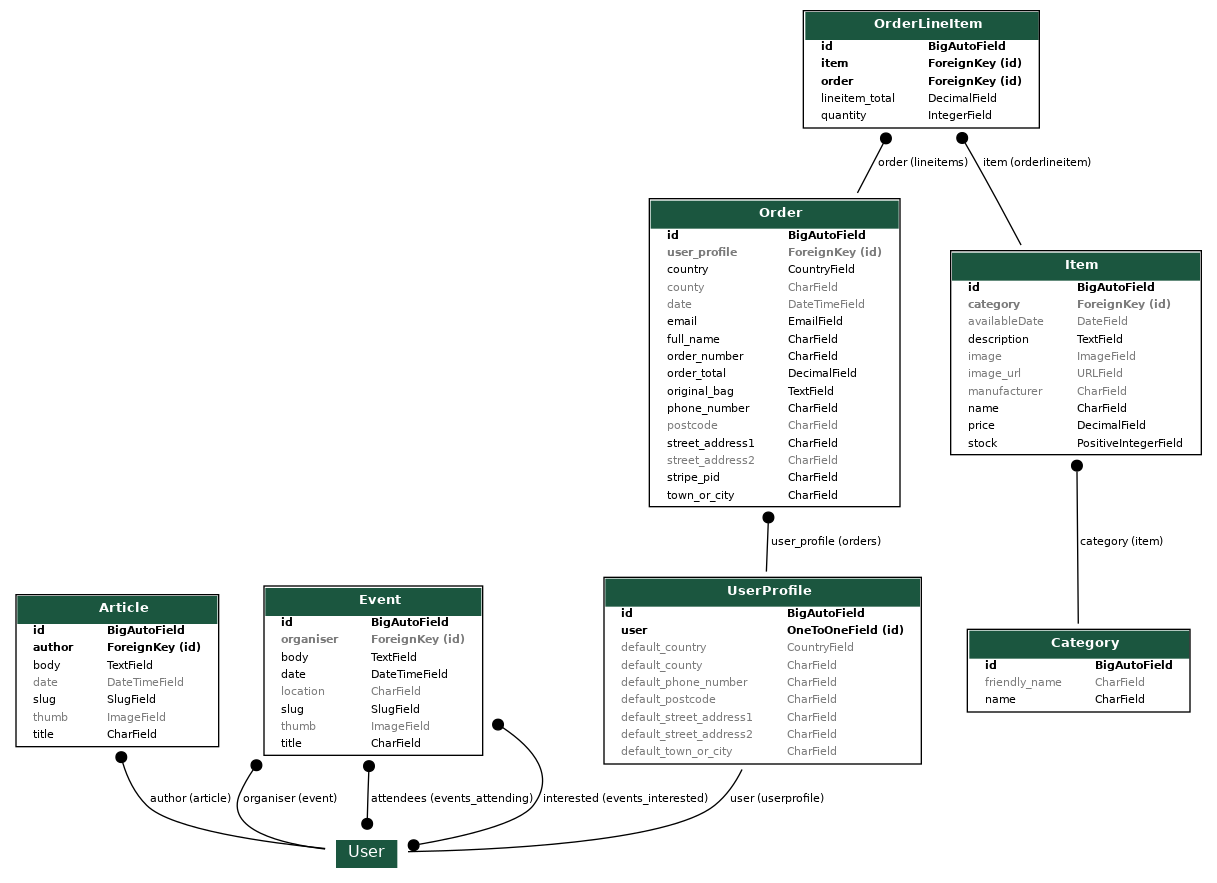 OrderLineItem
id BigAutoField
item ForeignKey (id)
order ForeignKey (id)
lineitem_total DecimalField
quantity IntegerField
order (lineitems)
item (orderlineitem)
Order
id BigAutoField
user_profile ForeignKey (id)
country CountryField
county CharField
date DateTimeField
email EmailField
full_name CharField
order_number CharField
order_total DecimalField
original_bag TextField
phone_number CharField
postcode CharField
street_address1 CharField
street_address2 CharField
stripe_pid CharField
town_or_city CharField
Item
id BigAutoField
category ForeignKey (id)
availableDate DateField
description TextField
image ImageField
image_url URLField
manufacturer CharField
name CharField
price DecimalField
stock PositiveIntegerField
user_profile (orders)
category (item)
Article
id BigAutoField
author ForeignKey (id)
body TextField
date DateTimeField
slug SlugField
thumb ImageField
title CharField
Event
id BigAutoField
organiser ForeignKey (id)
body TextField
date DateTimeField
location CharField
slug SlugField
thumb ImageField
title CharField
UserProfile
id BigAutoField
user OneToOneField (id)
default_country CountryField
default_county CharField
default_phone_number CharField
default_postcode CharField
default_street_address1 CharField
default_street_address2 CharField
default_town_or_city CharField
Category
id BigAutoField
friendly_name CharField
name CharField
author (article)
organiser (event)
attendees (events_attending)
interested (events_interested)
user (userprofile)
User